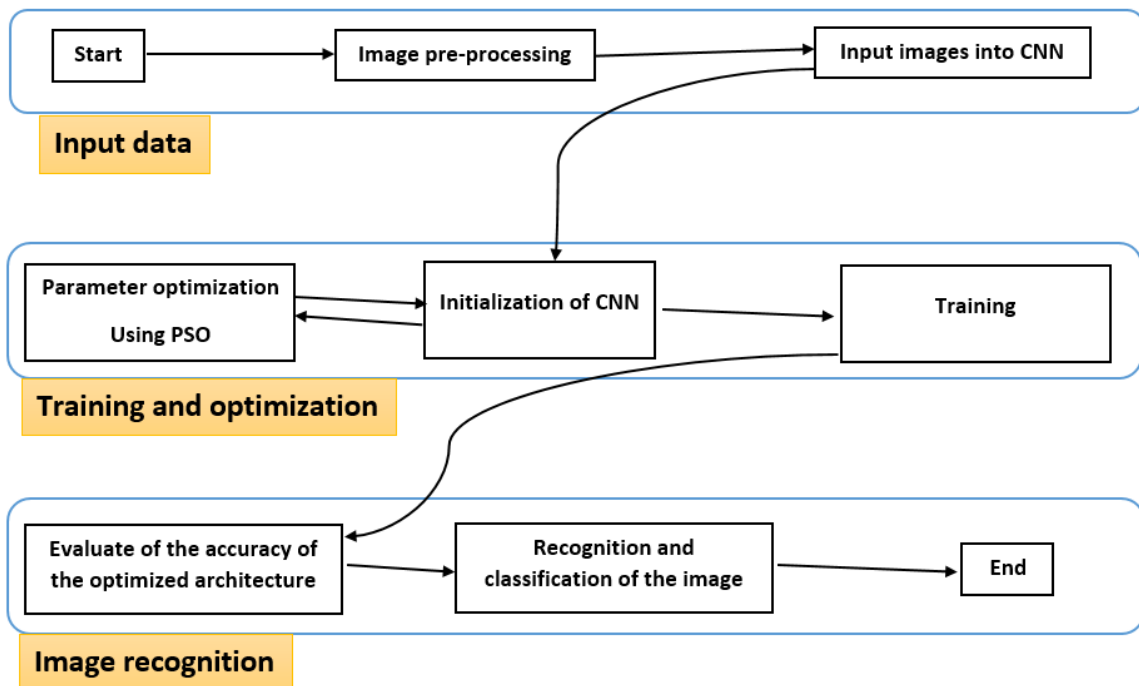 Start
Image pre-processing
Input images into CNN
Input data
Parameter optimization
Using PSO
Initialization of CNN
Training
Training and optimization
Evaluate of the accuracy of
the optimized architecture
Recognition and
classification of the image
End
Image recognition